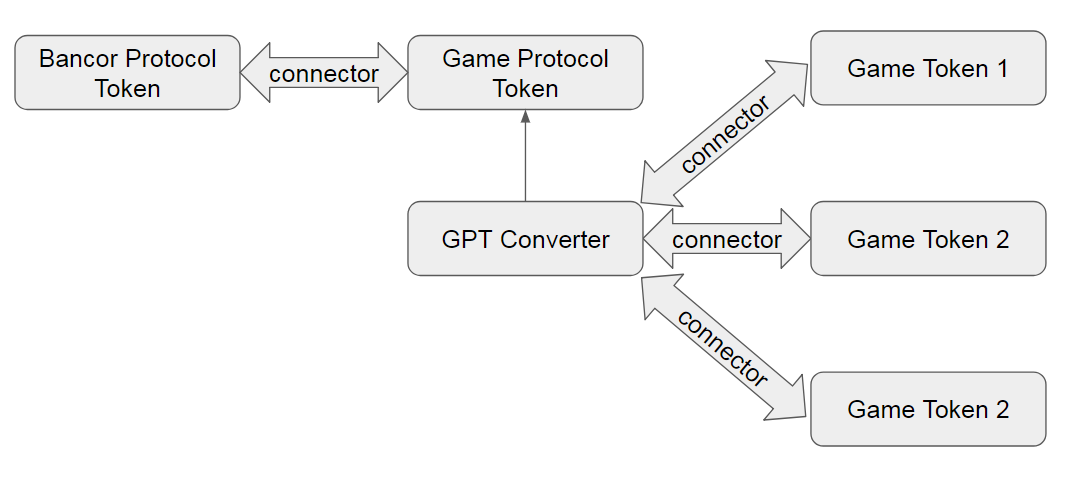 Bancor Protocol
Token
connector
Game Protocol
Token
connector
Game Token 1
GPT Converter
connector
Game Token 2
connector
Game Token 2